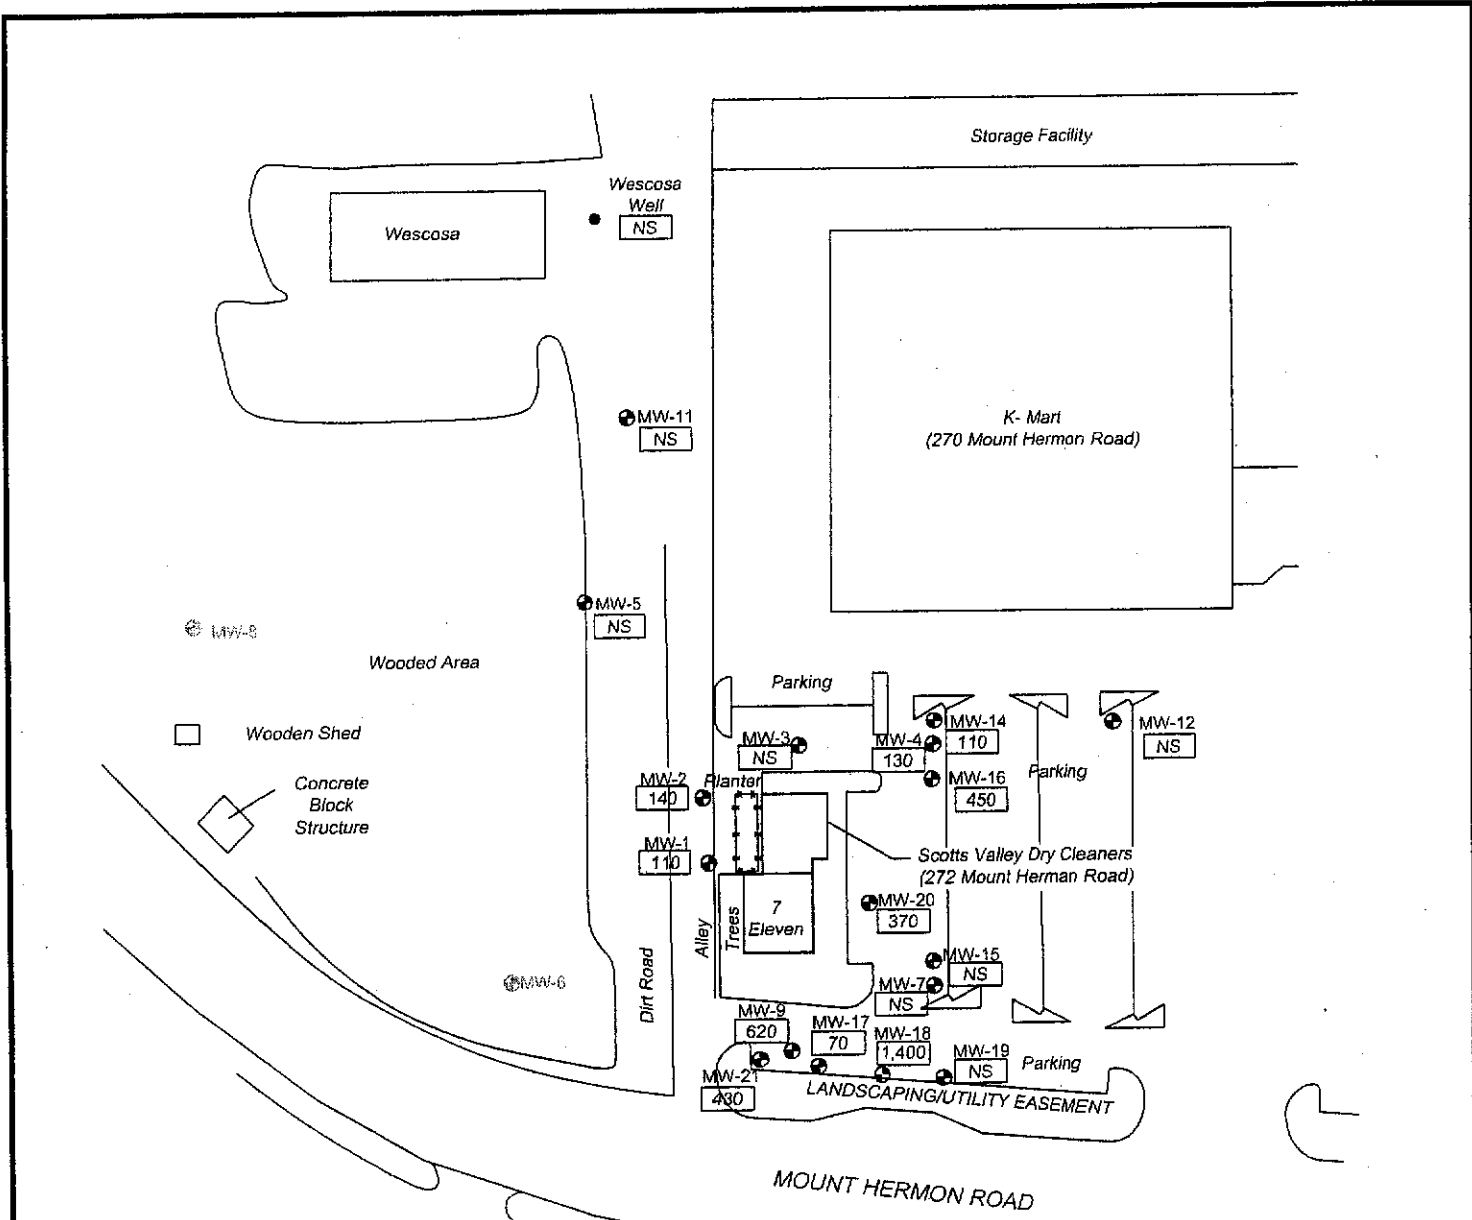 Storage Facility
Wescosa
Well
NS
Wescosa
MW-11
NS
K- Mart
(270 Mount Hermon Road)
MW-5
NS
MW-8
Wooded Area
Wooden Shed
Concrete
Block
Structure
Parking
MW-3
NS
MW-4
130
MW-14
110
MW-12
NS
MW-16
450
Parking
MW-2
140
Planter
MW-1
110
Scotts Valley Dry Cleaners
(272 Mount Herman Road)
MW-20
370
7
Eleven
Trees
Alley
Dirt Road
MW-15
NS
MW-7
NS
MW-6
MW-9
620
MW-17
70
MW-18
1,400
MW-19
NS
Parking
MW-21
430
LANDSCAPING/UTILITY EASEMENT
MOUNT HERMON ROAD